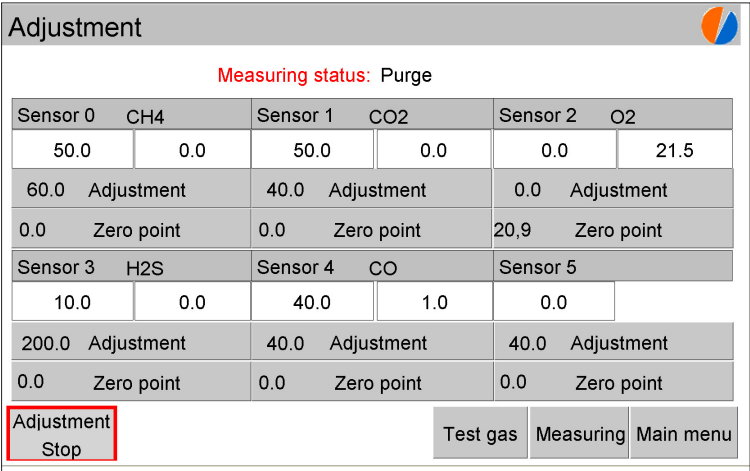 Adjustment
Measuring status: Purge
Sensor 0 CH4 Sensor 1 CO2 Sensor 2 O2
50.0 0.0 50.0 0.0 0.0 21.5
60.0 Adjustment 40.0 Adjustment 0.0 Adjustment
0.0 Zero point 0.0 Zero point 20,9 Zero point
Sensor 3 H2S Sensor 4 CO Sensor 5
10.0 0.0 40.0 1.0 0.0
200.0 Adjustment 40.0 Adjustment 40.0 Adjustment
0.0 Zero point 0.0 Zero point 0.0 Zero point
Adjustment
Stop
Test gas Measuring Main menu